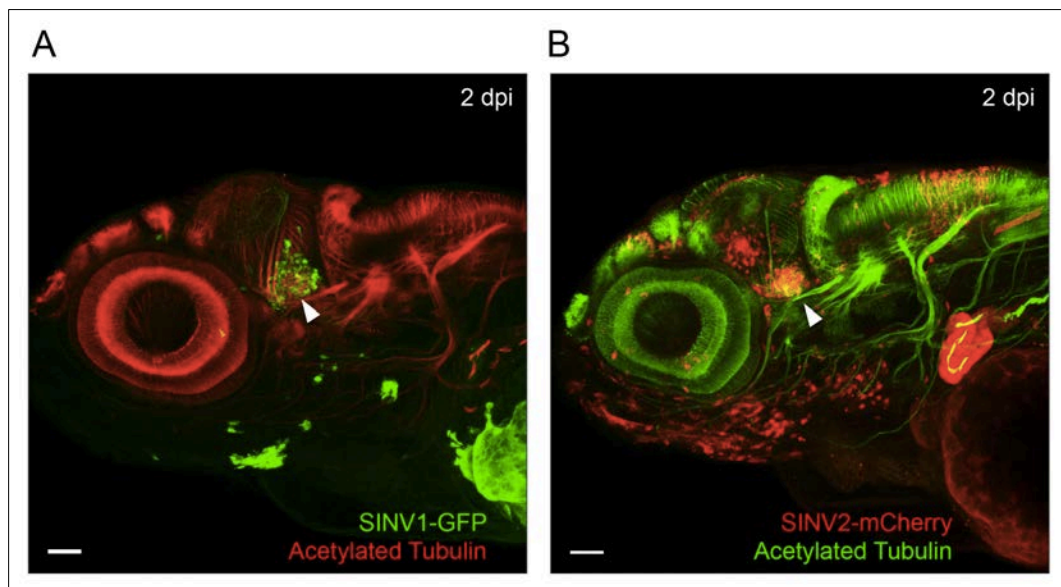 A
B
2 dpi
2 dpi
SINV1-GFP
Acetylated Tubulin
SINV2-mCherry
Acetylated Tubulin